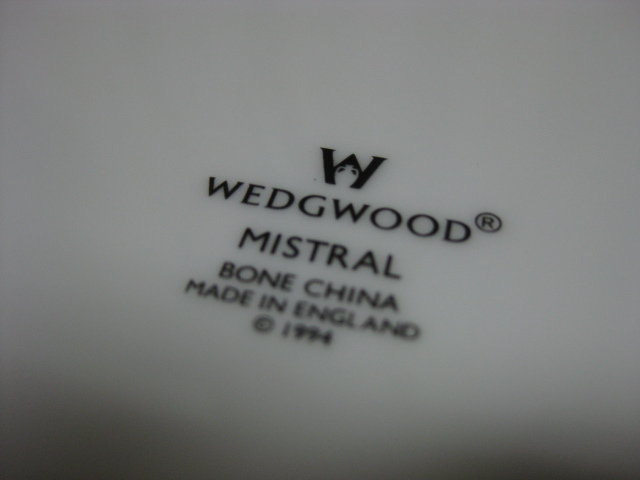 W
WEDGWOOD®
MISTRAL
BONE CHINA
MADE IN ENGLAND
© 1994